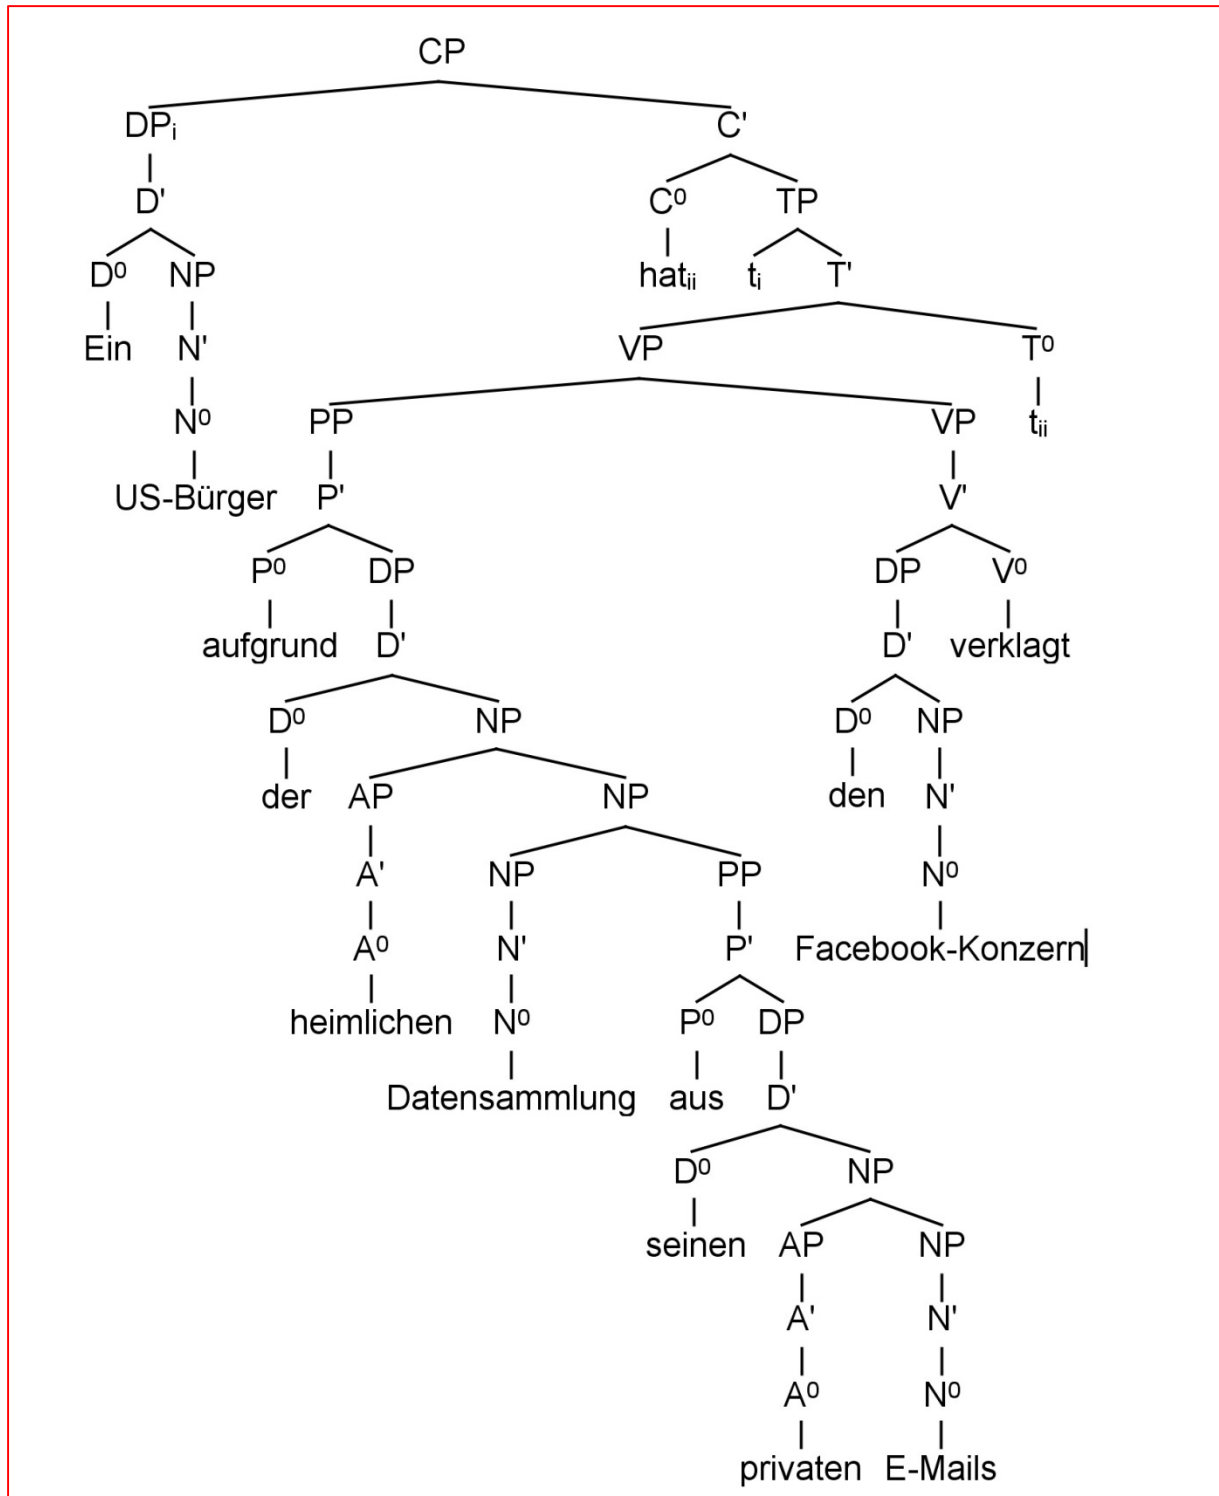 CP
DPᵢ C'
D' C⁰ TP
D⁰ NP hatᵢᵢ tᵢ T'
Ein N' VP T⁰
N⁰ PP VP tᵢᵢ
US-Bürger P' V'
P⁰ DP DP V⁰
aufgrund D' D' verklagt
D⁰ NP D⁰ NP
der AP NP den N'
A' NP PP N⁰
A⁰ N' P' Facebook-Konzern
heimlichen N⁰ P⁰ DP
Datensammlung aus D'
D⁰ NP
seinen AP NP
A' N'
A⁰ N⁰
privaten E-Mails